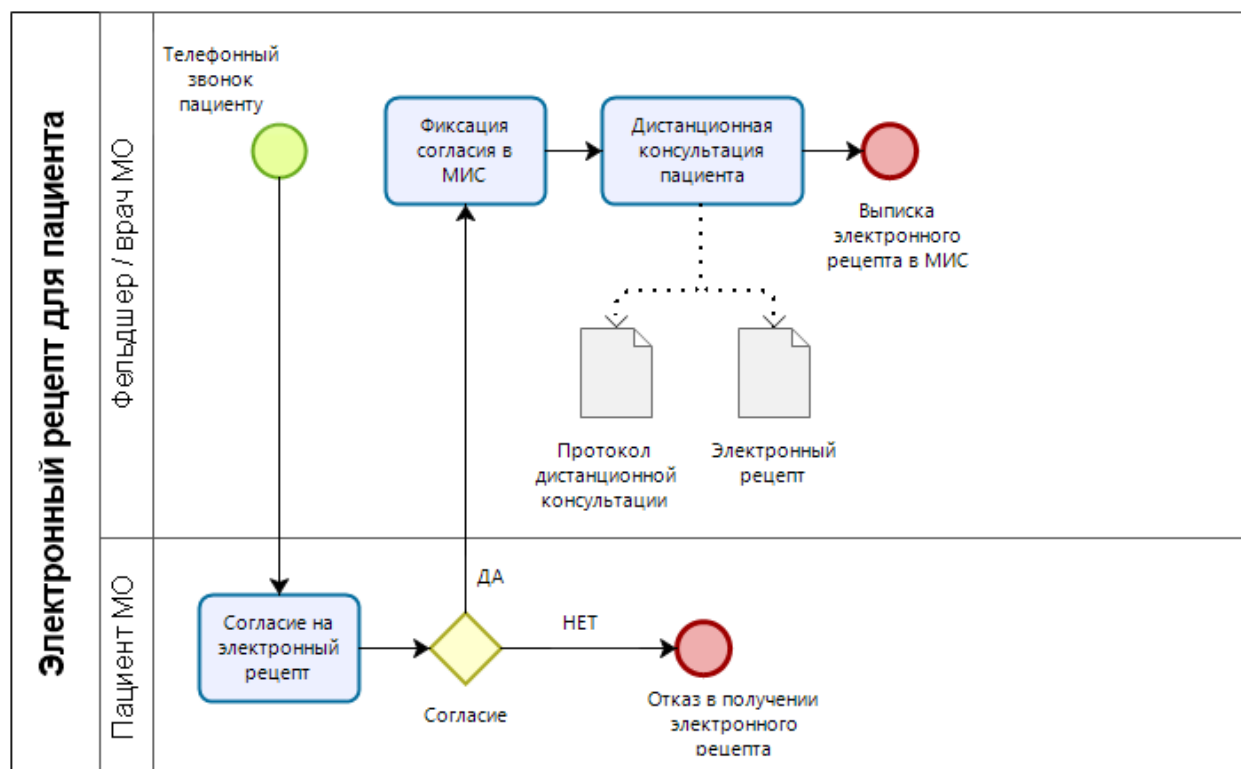 Электронный рецепт для пациента
Фельдшер / врач МО
Телефонный
звонок
пациенту
Фиксация
согласия в
МИС
Дистанционная
консультация
пациента
Выписка
электронного
рецепта в МИС
Протокол
дистанционной
консультации
Электронный
рецепт
Пациент МО
Согласие на
электронный
рецепт
ДА
Согласие
НЕТ
Отказ в получении
электронного
рецепта